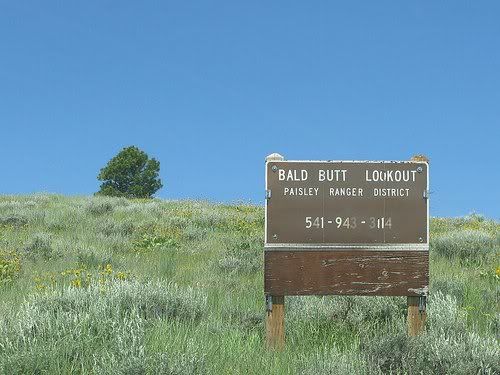 BALD BUTT LOOKOUT
PAISLEY RANGER DISTRICT
541-943-3114